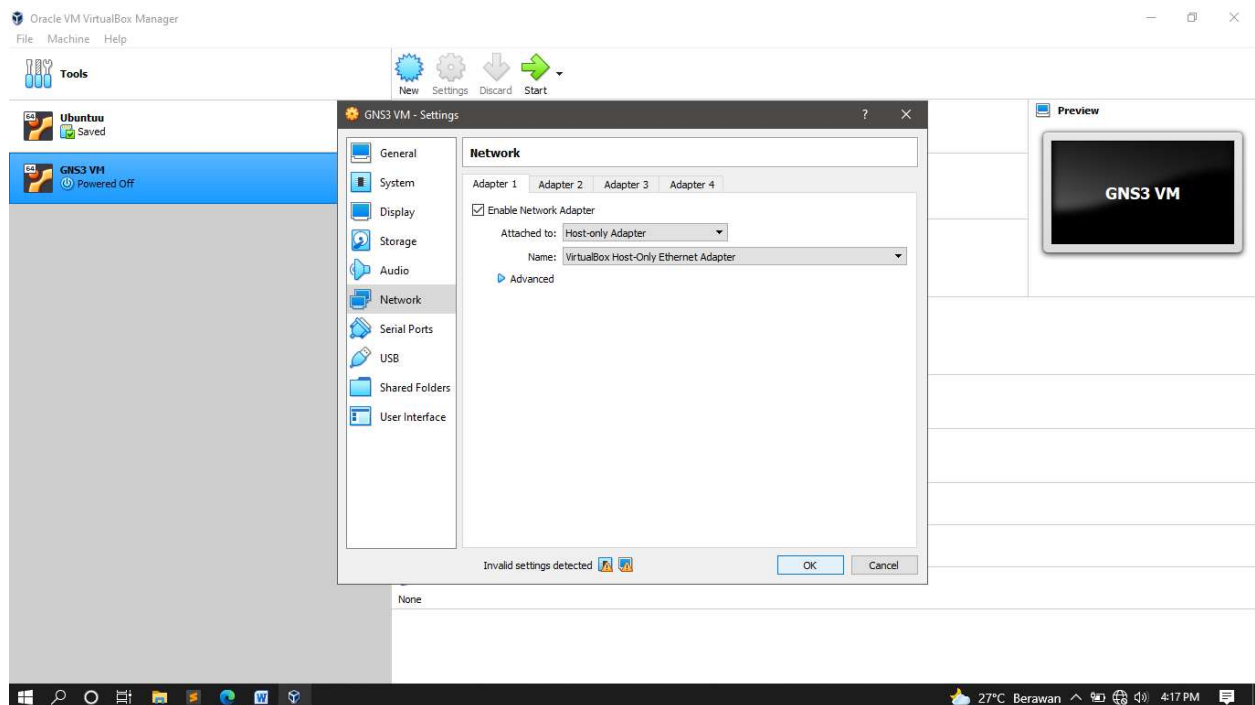 Oracle VM VirtualBox Manager
File Machine Help
Tools
New Settings Discard Start
64 Ubuntuu
Saved
64 GNS3 VM
Powered Off
GNS3 VM - Settings ?
General
System
Display
Storage
Audio
Network
Serial Ports
USB
Shared Folders
User Interface
Network
Adapter 1 Adapter 2 Adapter 3 Adapter 4
Enable Network Adapter
Attached to: Host-only Adapter
Name: VirtualBox Host-Only Ethernet Adapter
Advanced
Invalid settings detected OK Cancel
Preview
GNS3 VM
None
27°C Berawan 4:17 PM